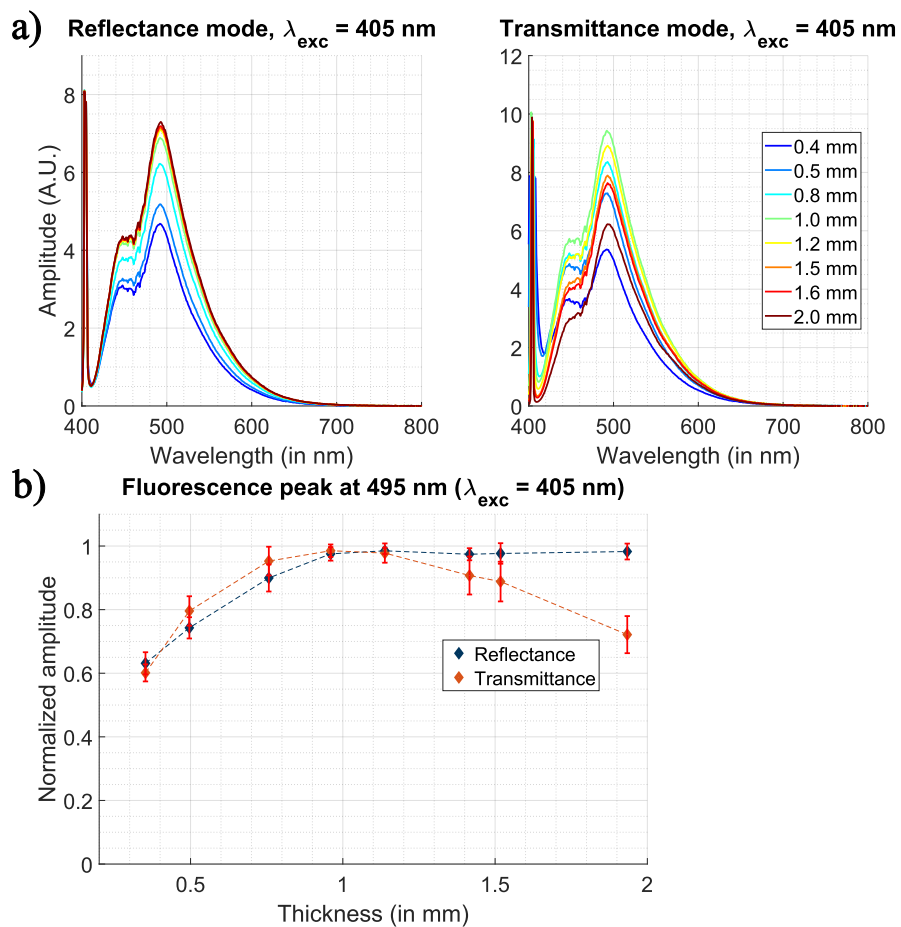 a) Reflectance mode, λexc = 405 nm
Transmittance mode, λexc = 405 nm
8
6
4
2
0
Amplitude (A.U.)
400 500 600 700 800
Wavelength (in nm)
12
10
8
6
4
2
0
400 500 600 700 800
Wavelength (in nm)
0.4 mm
0.5 mm
0.8 mm
1.0 mm
1.2 mm
1.5 mm
1.6 mm
2.0 mm
b) Fluorescence peak at 495 nm (λexc = 405 nm)
1
0.8
0.6
0.4
0.2
0
Normalized amplitude
Reflectance
Transmittance
0.5 1 1.5 2
Thickness (in mm)